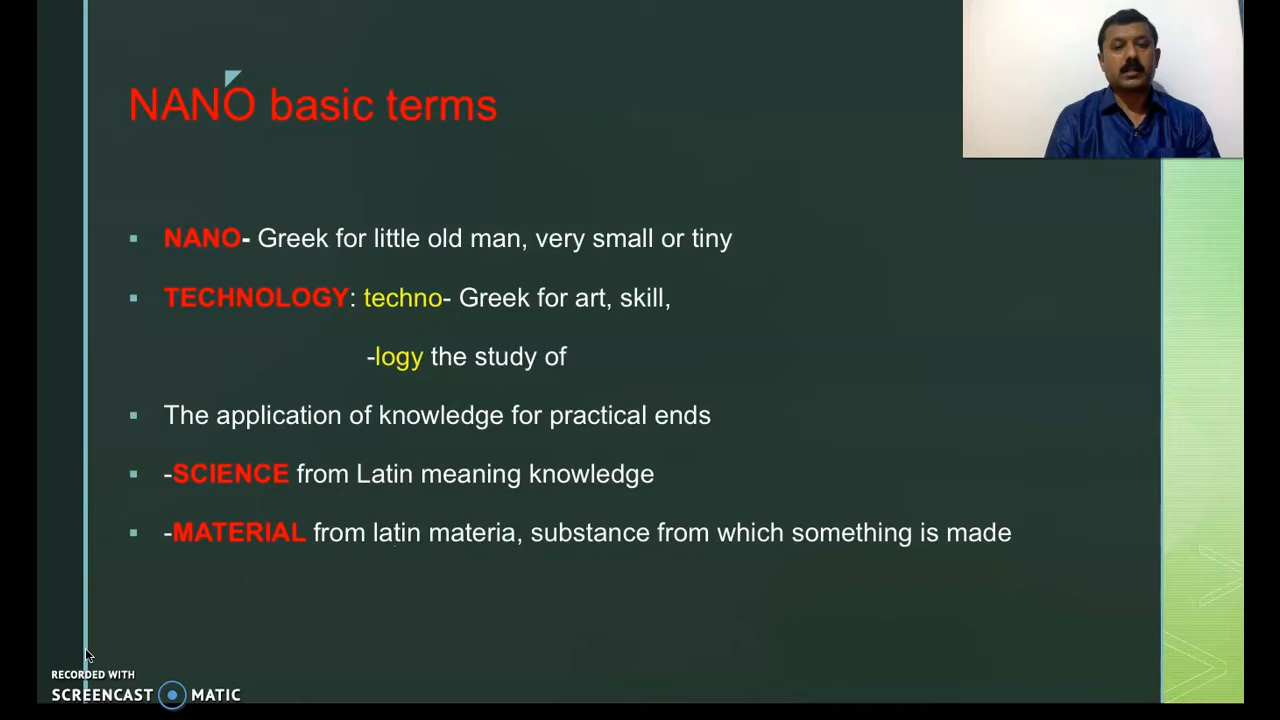 NANO basic terms
NANO- Greek for little old man, very small or tiny
TECHNOLOGY: techno- Greek for art, skill,
-logy the study of
The application of knowledge for practical ends
-SCIENCE from Latin meaning knowledge
-MATERIAL from latin materia, substance from which something is made
RECORDED WITH
SCREENCAST MATIC